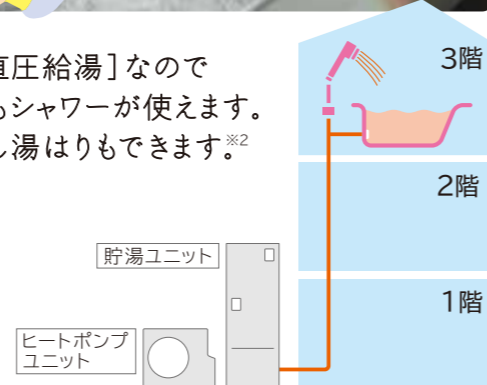 直圧給湯]なので
もシャワーが使えます。
し湯はりもできます。※2
3階
2階
1階
貯湯ユニット
ヒートポンプ
ユニット